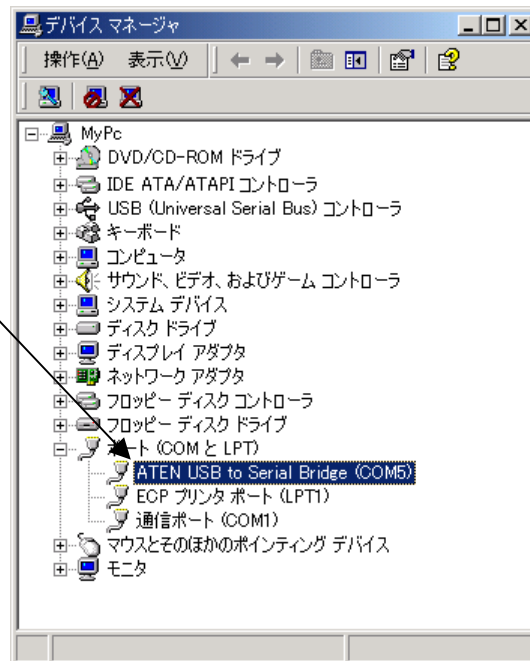 デバイス マネージャ
操作(A) 表示(V)
MyPc
DVD/CD-ROM ドライブ
IDE ATA/ATAPI コントローラ
USB (Universal Serial Bus) コントローラ
キーボード
コンピュータ
サウンド、ビデオ、およびゲーム コントローラ
システム デバイス
ディスク ドライブ
ディスプレイ アダプタ
ネットワーク アダプタ
フロッピー ディスク コントローラ
フロッピー ディスク ドライブ
ポート (COM と LPT)
ATEN USB to Serial Bridge (COM5)
ECP プリンタ ポート (LPT1)
通信ポート (COM1)
マウスとそのほかのポインティング デバイス
モニタ